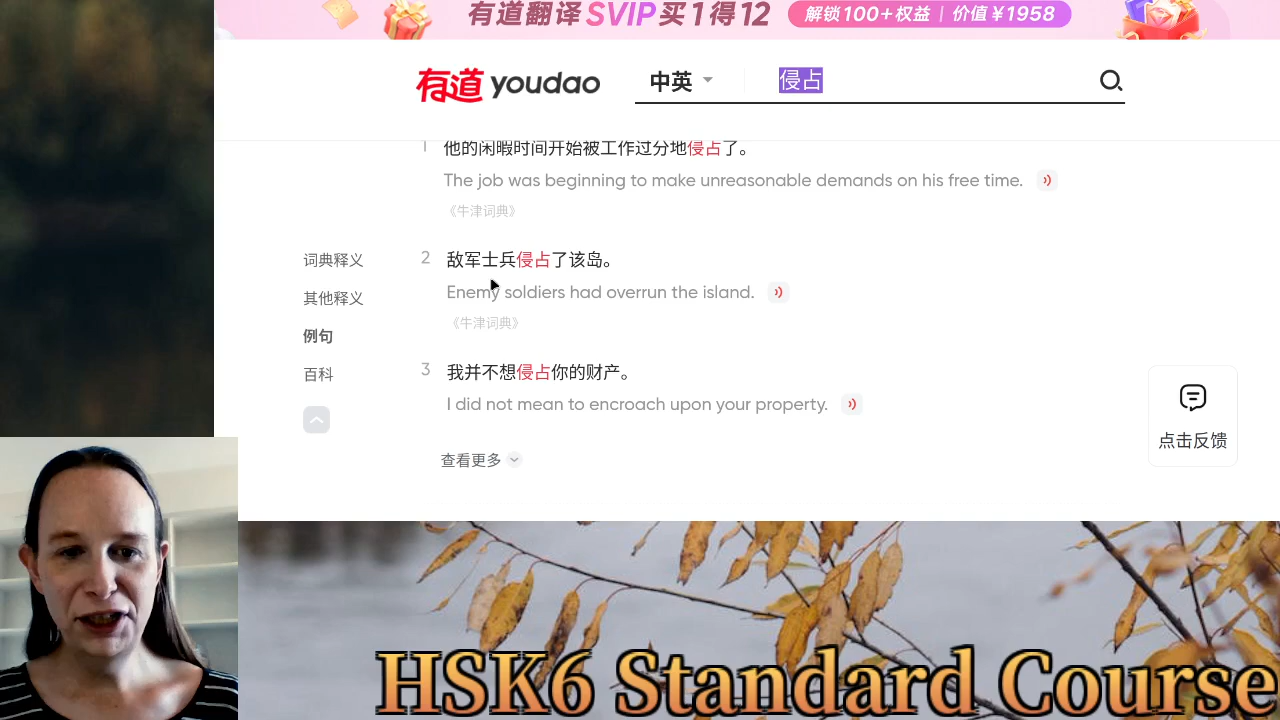 有道翻译 SVIP 买1得12 解锁100+权益 | 价值¥1958
有道 youdao 中英 侵占
1 他的闲暇时间开始被工作过分地侵占了。
The job was beginning to make unreasonable demands on his free time.
《牛津词典》
词典释义
其他释义
例句
百科
2 敌军士兵侵占了该岛。
Enemy soldiers had overrun the island.
《牛津词典》
3 我并不想侵占你的财产。
I did not mean to encroach upon your property.
查看更多
点击反馈
HSK6 Standard Course